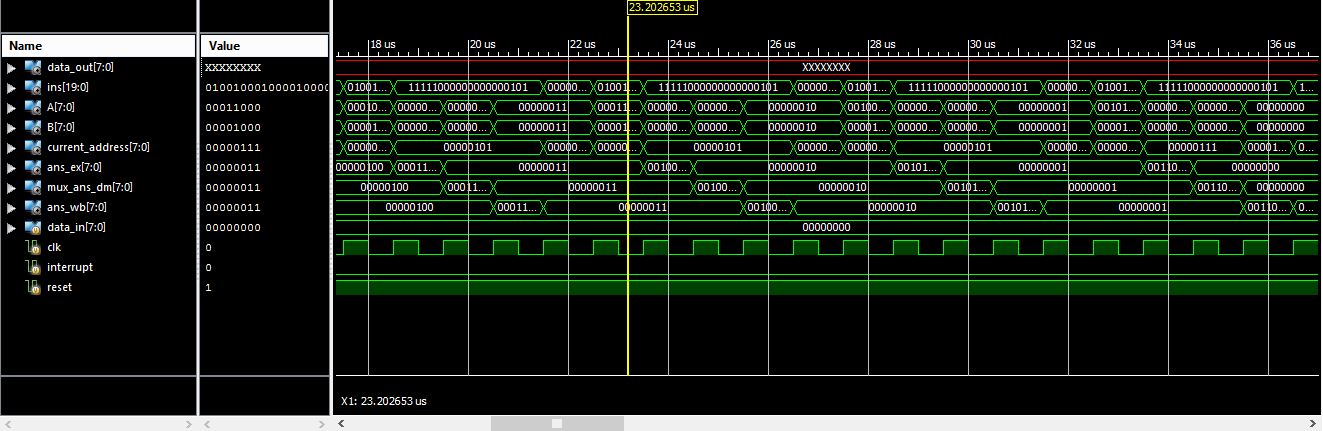 23.202653 us
Name Value 18 us 20 us 22 us 24 us 26 us 28 us 30 us 32 us 34 us 36 us
data_out[7:0] XXXXXXXX XXXXXXXX
ins[19:0] 01001000100001000 01001... 11111000000000000101 00000... 01001... 11111000000000000101 00000... 01001... 11111000000000000101 00000... 01001... 11111000000000000101 1...
A[7:0] 00011000 00010... 00000... 00000... 00000011 00011... 00000... 00000... 00000010 00100... 00000... 00000... 00000001 00101... 00000... 00000... 00000000
B[7:0] 00001000 00001... 00000... 00000... 00000011 00001... 00000... 00000... 00000010 00001... 00000... 00000... 00000001 00001... 00000... 00000... 00000000
current_address[7:0] 00000111 00000... 00000101 00000... 00000... 00000101 00000... 00000... 00000101 00000... 00000... 00000111 00001... 0...
ans_ex[7:0] 00000011 00000100 00011... 00000011 00100... 00000010 00101... 00000001 00110... 00000000
mux_ans_dm[7:0] 00000011 00000100 00011... 00000011 00100... 00000010 00101... 00000001 00110... 00000000
ans_wb[7:0] 00000011 00000100 00011... 00000011 00100... 00000010 00101... 00000001 00110... 0...
data_in[7:0] 00000000 00000000
clk 0
interrupt 0
reset 1
X1: 23.202653 us